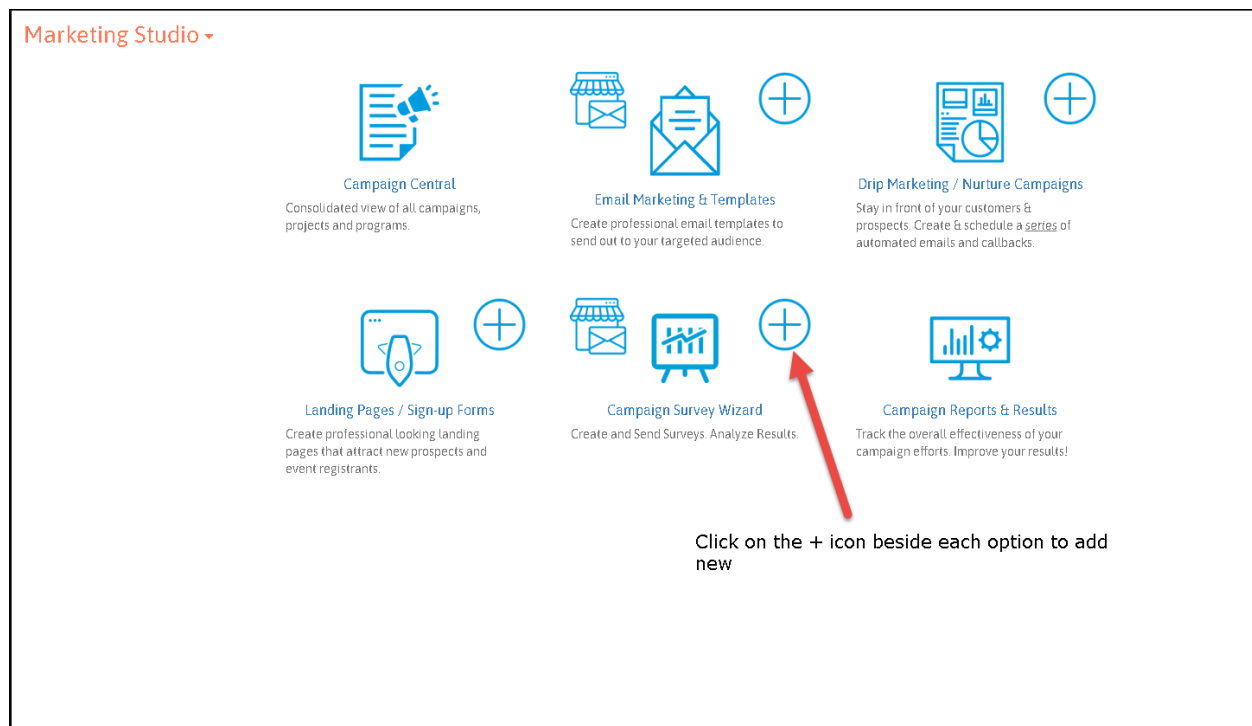 Marketing Studio
Campaign Central
Consolidated view of all campaigns,
projects and programs.
Email Marketing & Templates
Create professional email templates to
send out to your targeted audience.
Drip Marketing / Nurture Campaigns
Stay in front of your customers &
prospects. Create & schedule a series of
automated emails and callbacks.
Landing Pages / Sign-up Forms
Create professional looking landing
pages that attract new prospects and
event registrants.
Campaign Survey Wizard
Create and Send Surveys. Analyze Results.
Campaign Reports & Results
Track the overall effectiveness of your
campaign efforts. Improve your results!
Click on the + icon beside each option to add
new